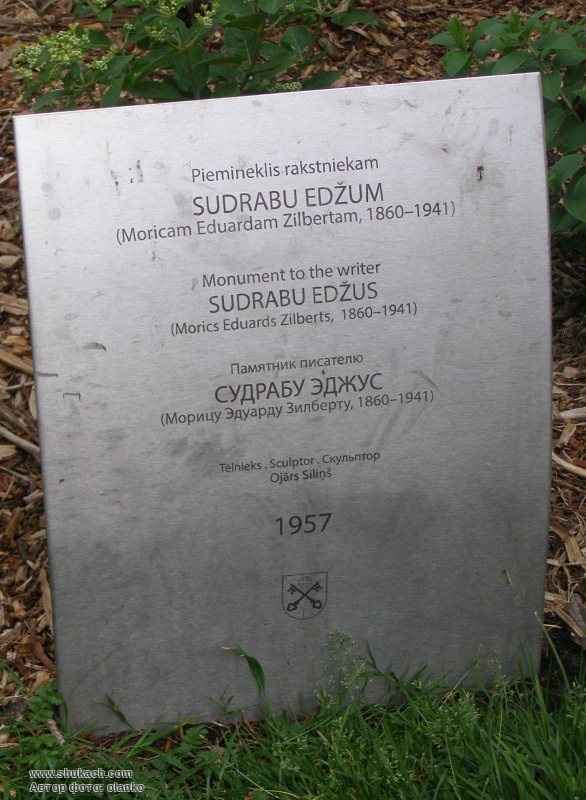 Piemineklis rakstniekam
SUDRABU EDŽUM
(Moricam Eduardam Zilbertam, 1860–1941)
Monument to the writer
SUDRABU EDŽUS
(Morics Eduards Zilberts, 1860–1941)
Памятник писателю
СУДРАБУ ЭДЖУС
(Морицу Эдуарду Зилберту, 1860–1941)
Tēlnieks . Sculptor . Скульптор
Ojārs Siliņš
1957
www.shukach.com
Автор фото: olanko